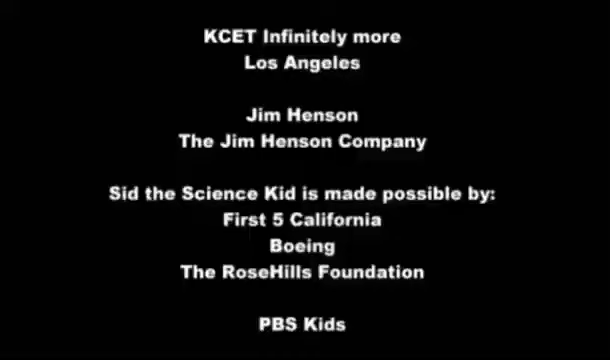 KCET Infinitely more
Los Angeles
Jim Henson
The Jim Henson Company
Sid the Science Kid is made possible by:
First 5 California
Boeing
The RoseHills Foundation
PBS Kids